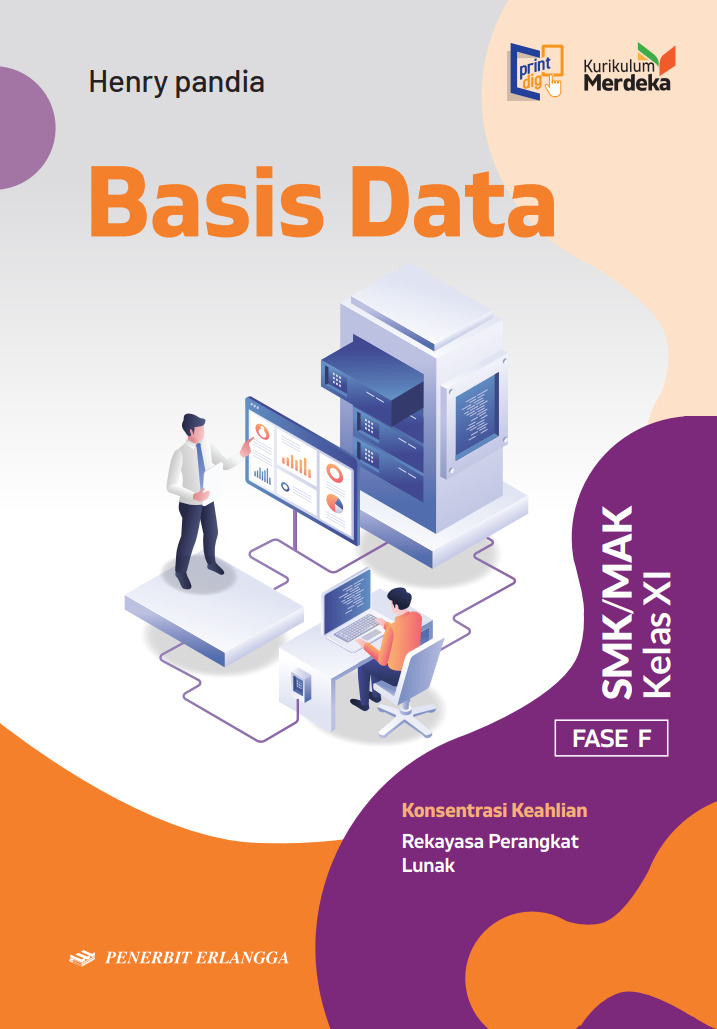 Henry pandia
print
dig
Kurikulum
Merdeka
Basis Data
SMK/MAK
Kelas XI
FASE F
Konsentrasi Keahlian
Rekayasa Perangkat
Lunak
PENERBIT ERLANGGA